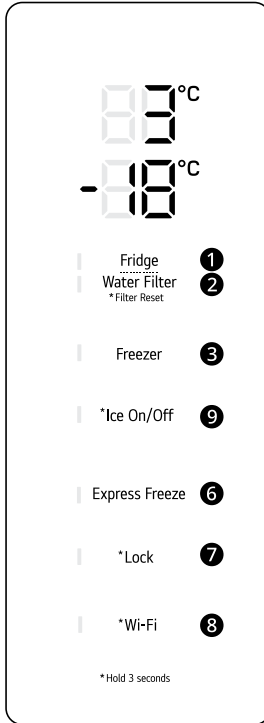 3°C
-18°C
Fridge 1
Water Filter 2
*Filter Reset
Freezer 3
*Ice On/Off 9
Express Freeze 6
*Lock 7
*Wi-Fi 8
*Hold 3 seconds